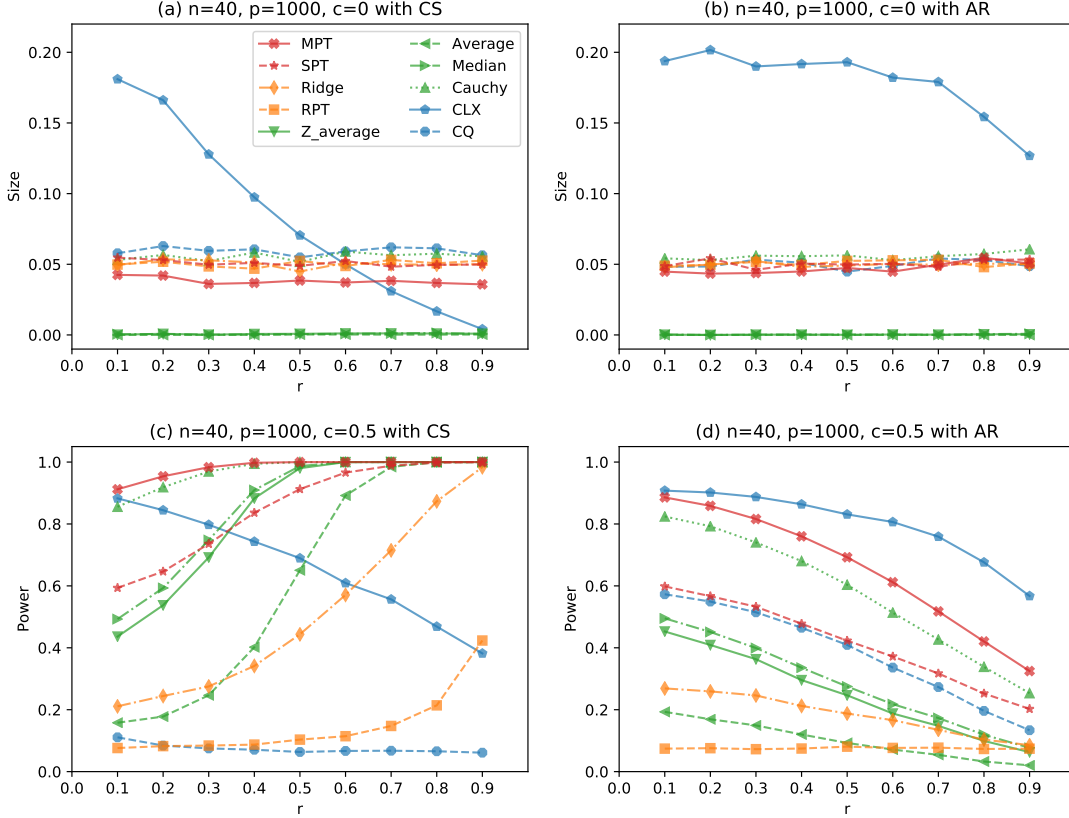 (a) n=40, p=1000, c=0 with CS
(b) n=40, p=1000, c=0 with AR
0.20
0.15
0.10
0.05
0.00
Size
MPT
SPT
Ridge
RPT
Z_average
Average
Median
Cauchy
CLX
CQ
0.0 0.1 0.2 0.3 0.4 0.5 0.6 0.7 0.8 0.9
r
0.20
0.15
0.10
0.05
0.00
Size
0.0 0.1 0.2 0.3 0.4 0.5 0.6 0.7 0.8 0.9
r
(c) n=40, p=1000, c=0.5 with CS
(d) n=40, p=1000, c=0.5 with AR
1.0
0.8
0.6
0.4
0.2
0.0
Power
0.0 0.1 0.2 0.3 0.4 0.5 0.6 0.7 0.8 0.9
r
1.0
0.8
0.6
0.4
0.2
0.0
Power
0.0 0.1 0.2 0.3 0.4 0.5 0.6 0.7 0.8 0.9
r